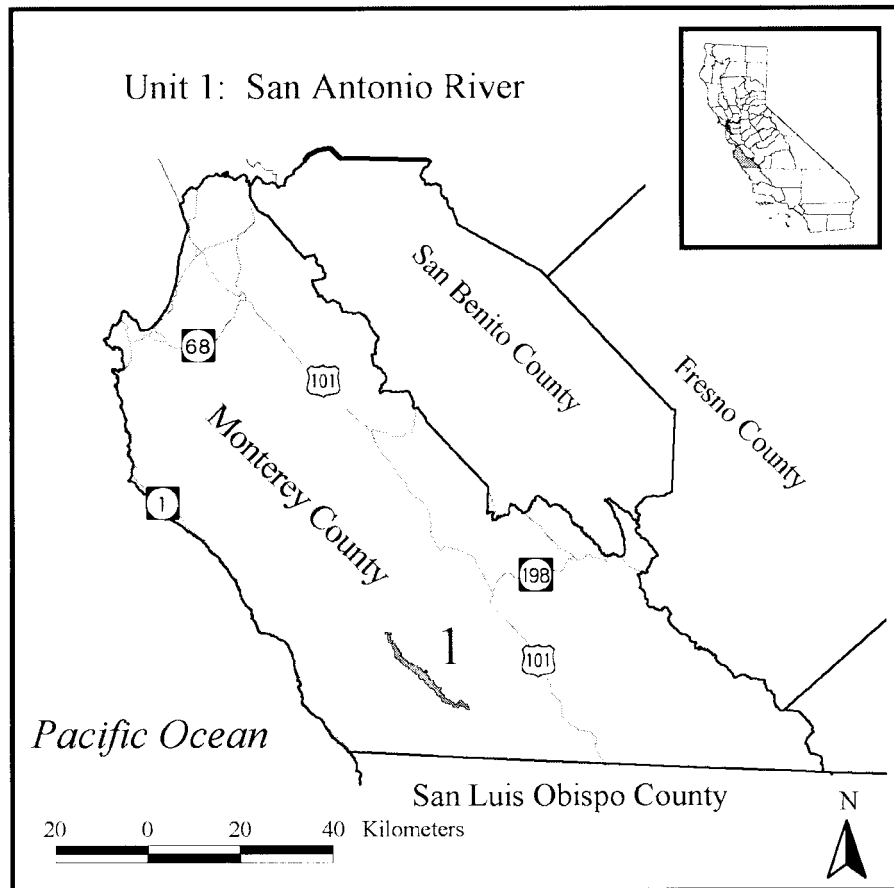 Unit 1: San Antonio River
San Benito County
Fresno County
68
101
Monterey County
1
198
1
101
Pacific Ocean
San Luis Obispo County
N
20 0 20 40 Kilometers